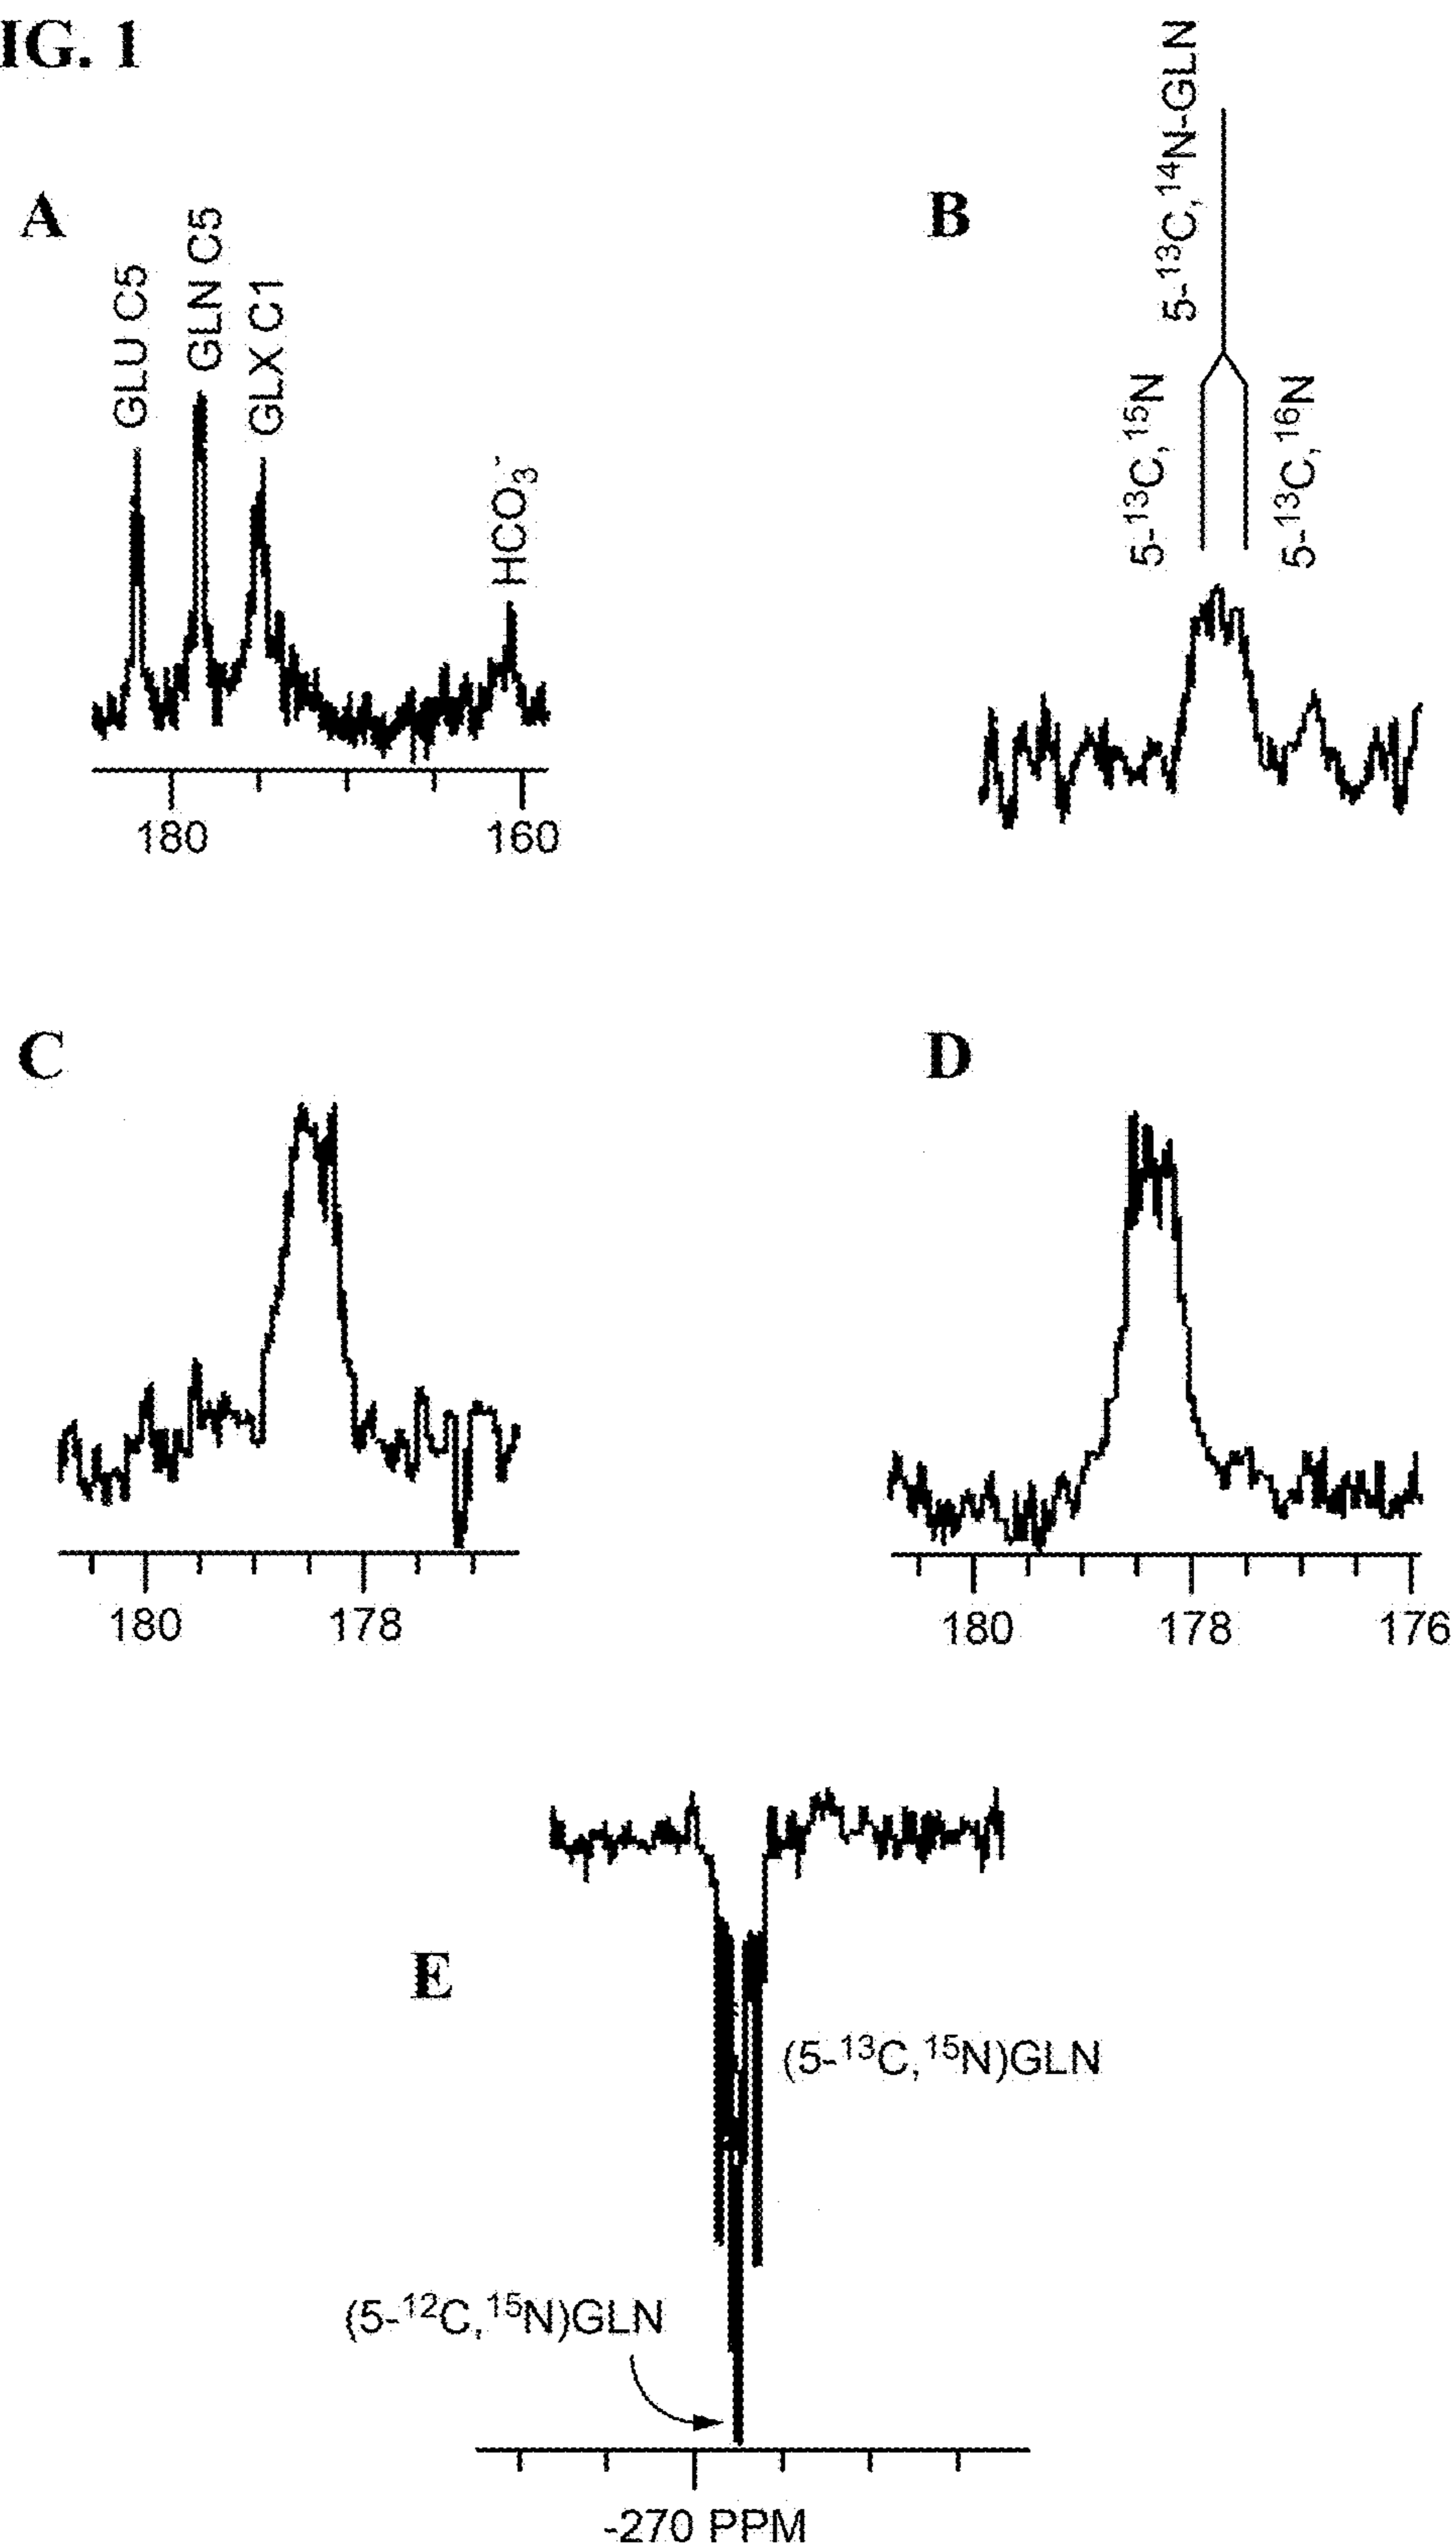 IG. 1
A
GLU C5
GLN C5
GLX C1
HCO₃⁻
180 160
B
5-¹³C,¹⁴N-GLN
5-¹³C,¹⁵N
5-¹³C,¹⁶N
C
180 178
D
180 178 176
E
(5-¹³C,¹⁵N)GLN
(5-¹²C,¹⁵N)GLN
-270 PPM